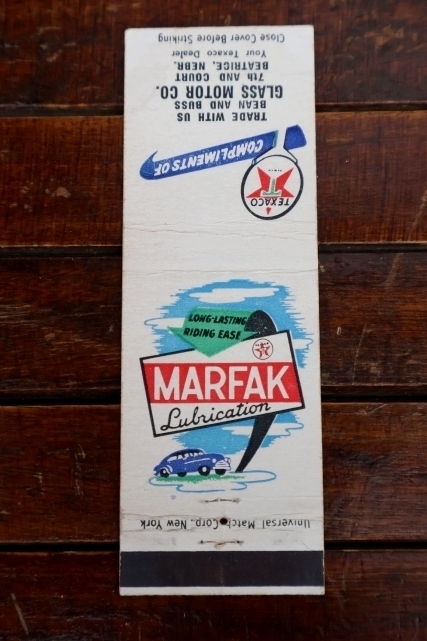 Close Cover Before Striking
Your Texaco Dealer
BEATRICE, NEBR.
7th AND COURT
GLASS MOTOR CO.
BEAN AND BUSS
TRADE WITH US
COMPLIMENTS OF
TEXACO
T
LONG-LASTING
RIDING EASE
MARFAK
Lubrication
Universal Match Corp., New York